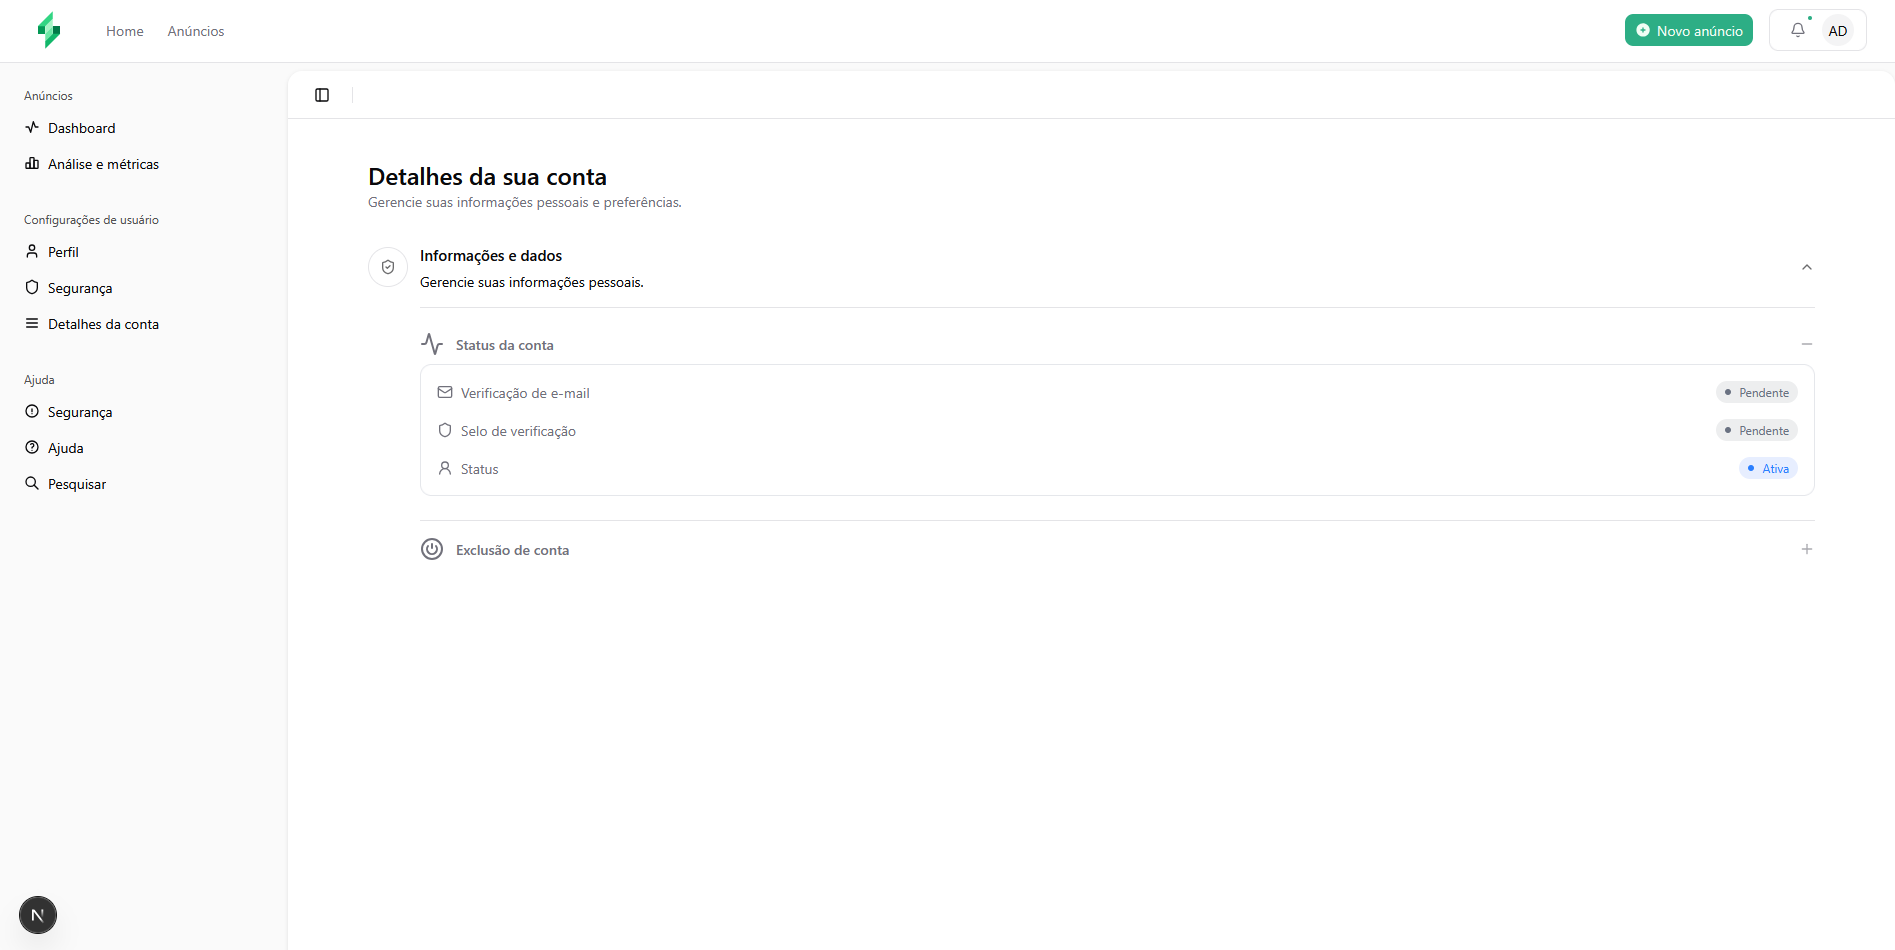 Home
Anúncios
Novo anúncio
AD
Anúncios
Dashboard
Análise e métricas
Configurações de usuário
Perfil
Segurança
Detalhes da conta
Ajuda
Segurança
Ajuda
Pesquisar
Detalhes da sua conta
Gerencie suas informações pessoais e preferências.
Informações e dados
Gerencie suas informações pessoais.
Status da conta
Verificação de e-mail
Pendente
Selo de verificação
Pendente
Status
Ativa
Exclusão de conta
N